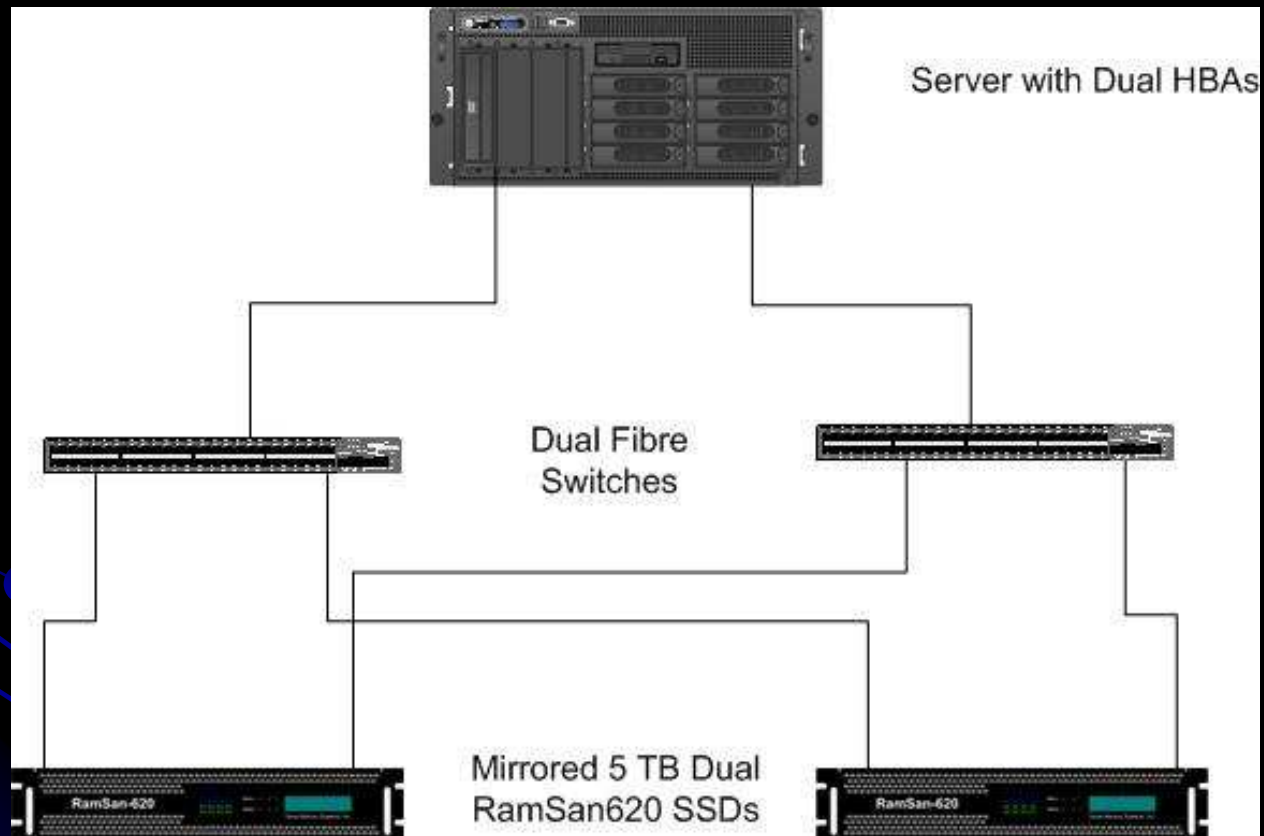 Server with Dual HBAs
Dual Fibre
Switches
Mirrored 5 TB Dual
RamSan620 SSDs
RamSan-620
RamSan-620